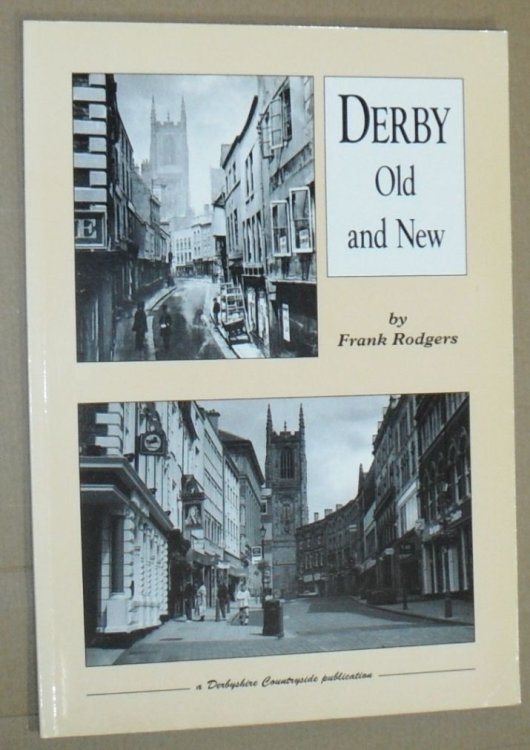 DERBY
Old
and New
by
Frank Rodgers
E
a Derbyshire Countryside publication